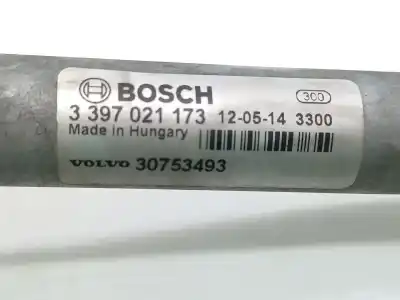 BOSCH 300
3 397 021 173 12-05-14 3300
Made in Hungary
VOLVO 30753493